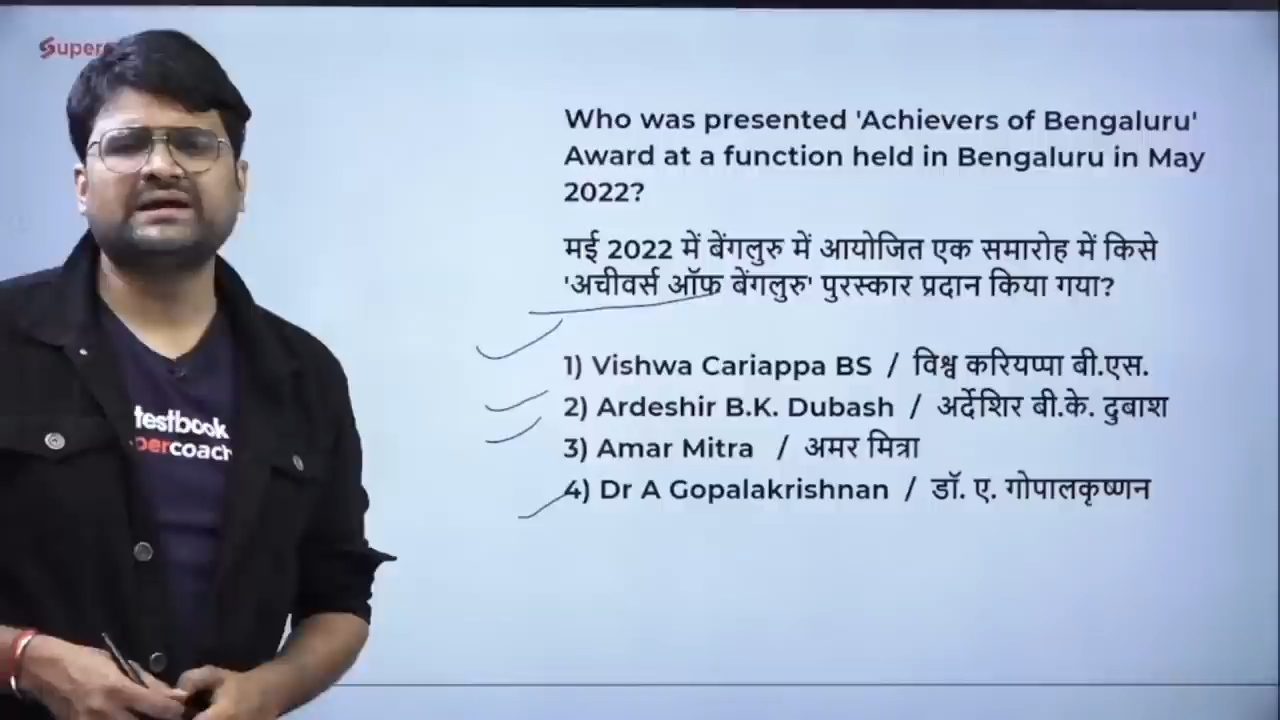 Super
Who was presented 'Achievers of Bengaluru'
Award at a function held in Bengaluru in May
2022?
मई 2022 में बेंगलुरु में आयोजित एक समारोह में किसे
'अचीवर्स ऑफ बेंगलुरु' पुरस्कार प्रदान किया गया?
1) Vishwa Cariappa BS / विश्व करियप्पा बी.एस.
2) Ardeshir B.K. Dubash / अर्देशिर बी.के. दुबाश
3) Amar Mitra / अमर मित्रा
4) Dr A Gopalakrishnan / डॉ. ए. गोपालकृष्णन
testbook
percoach